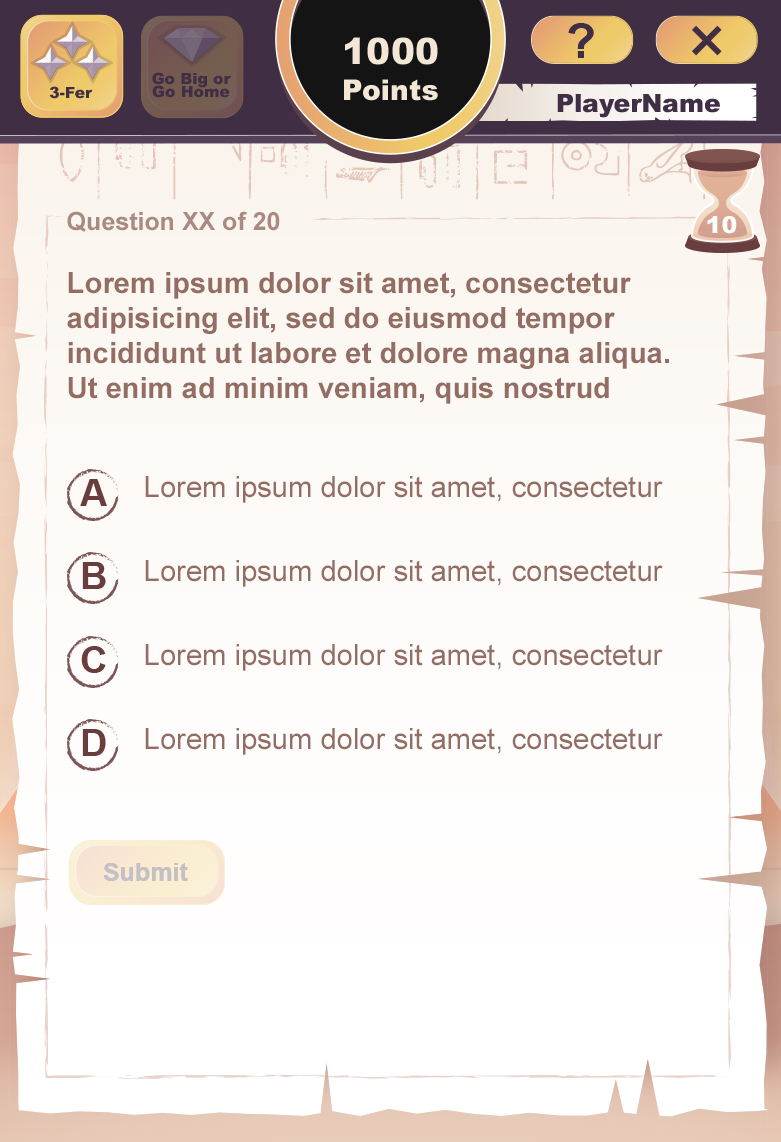 3-Fer
Go Big or
Go Home
1000
Points
?
PlayerName
10
Question XX of 20
Lorem ipsum dolor sit amet, consectetur
adipisicing elit, sed do eiusmod tempor
incididunt ut labore et dolore magna aliqua.
Ut enim ad minim veniam, quis nostrud
A Lorem ipsum dolor sit amet, consectetur
B Lorem ipsum dolor sit amet, consectetur
C Lorem ipsum dolor sit amet, consectetur
D Lorem ipsum dolor sit amet, consectetur
Submit